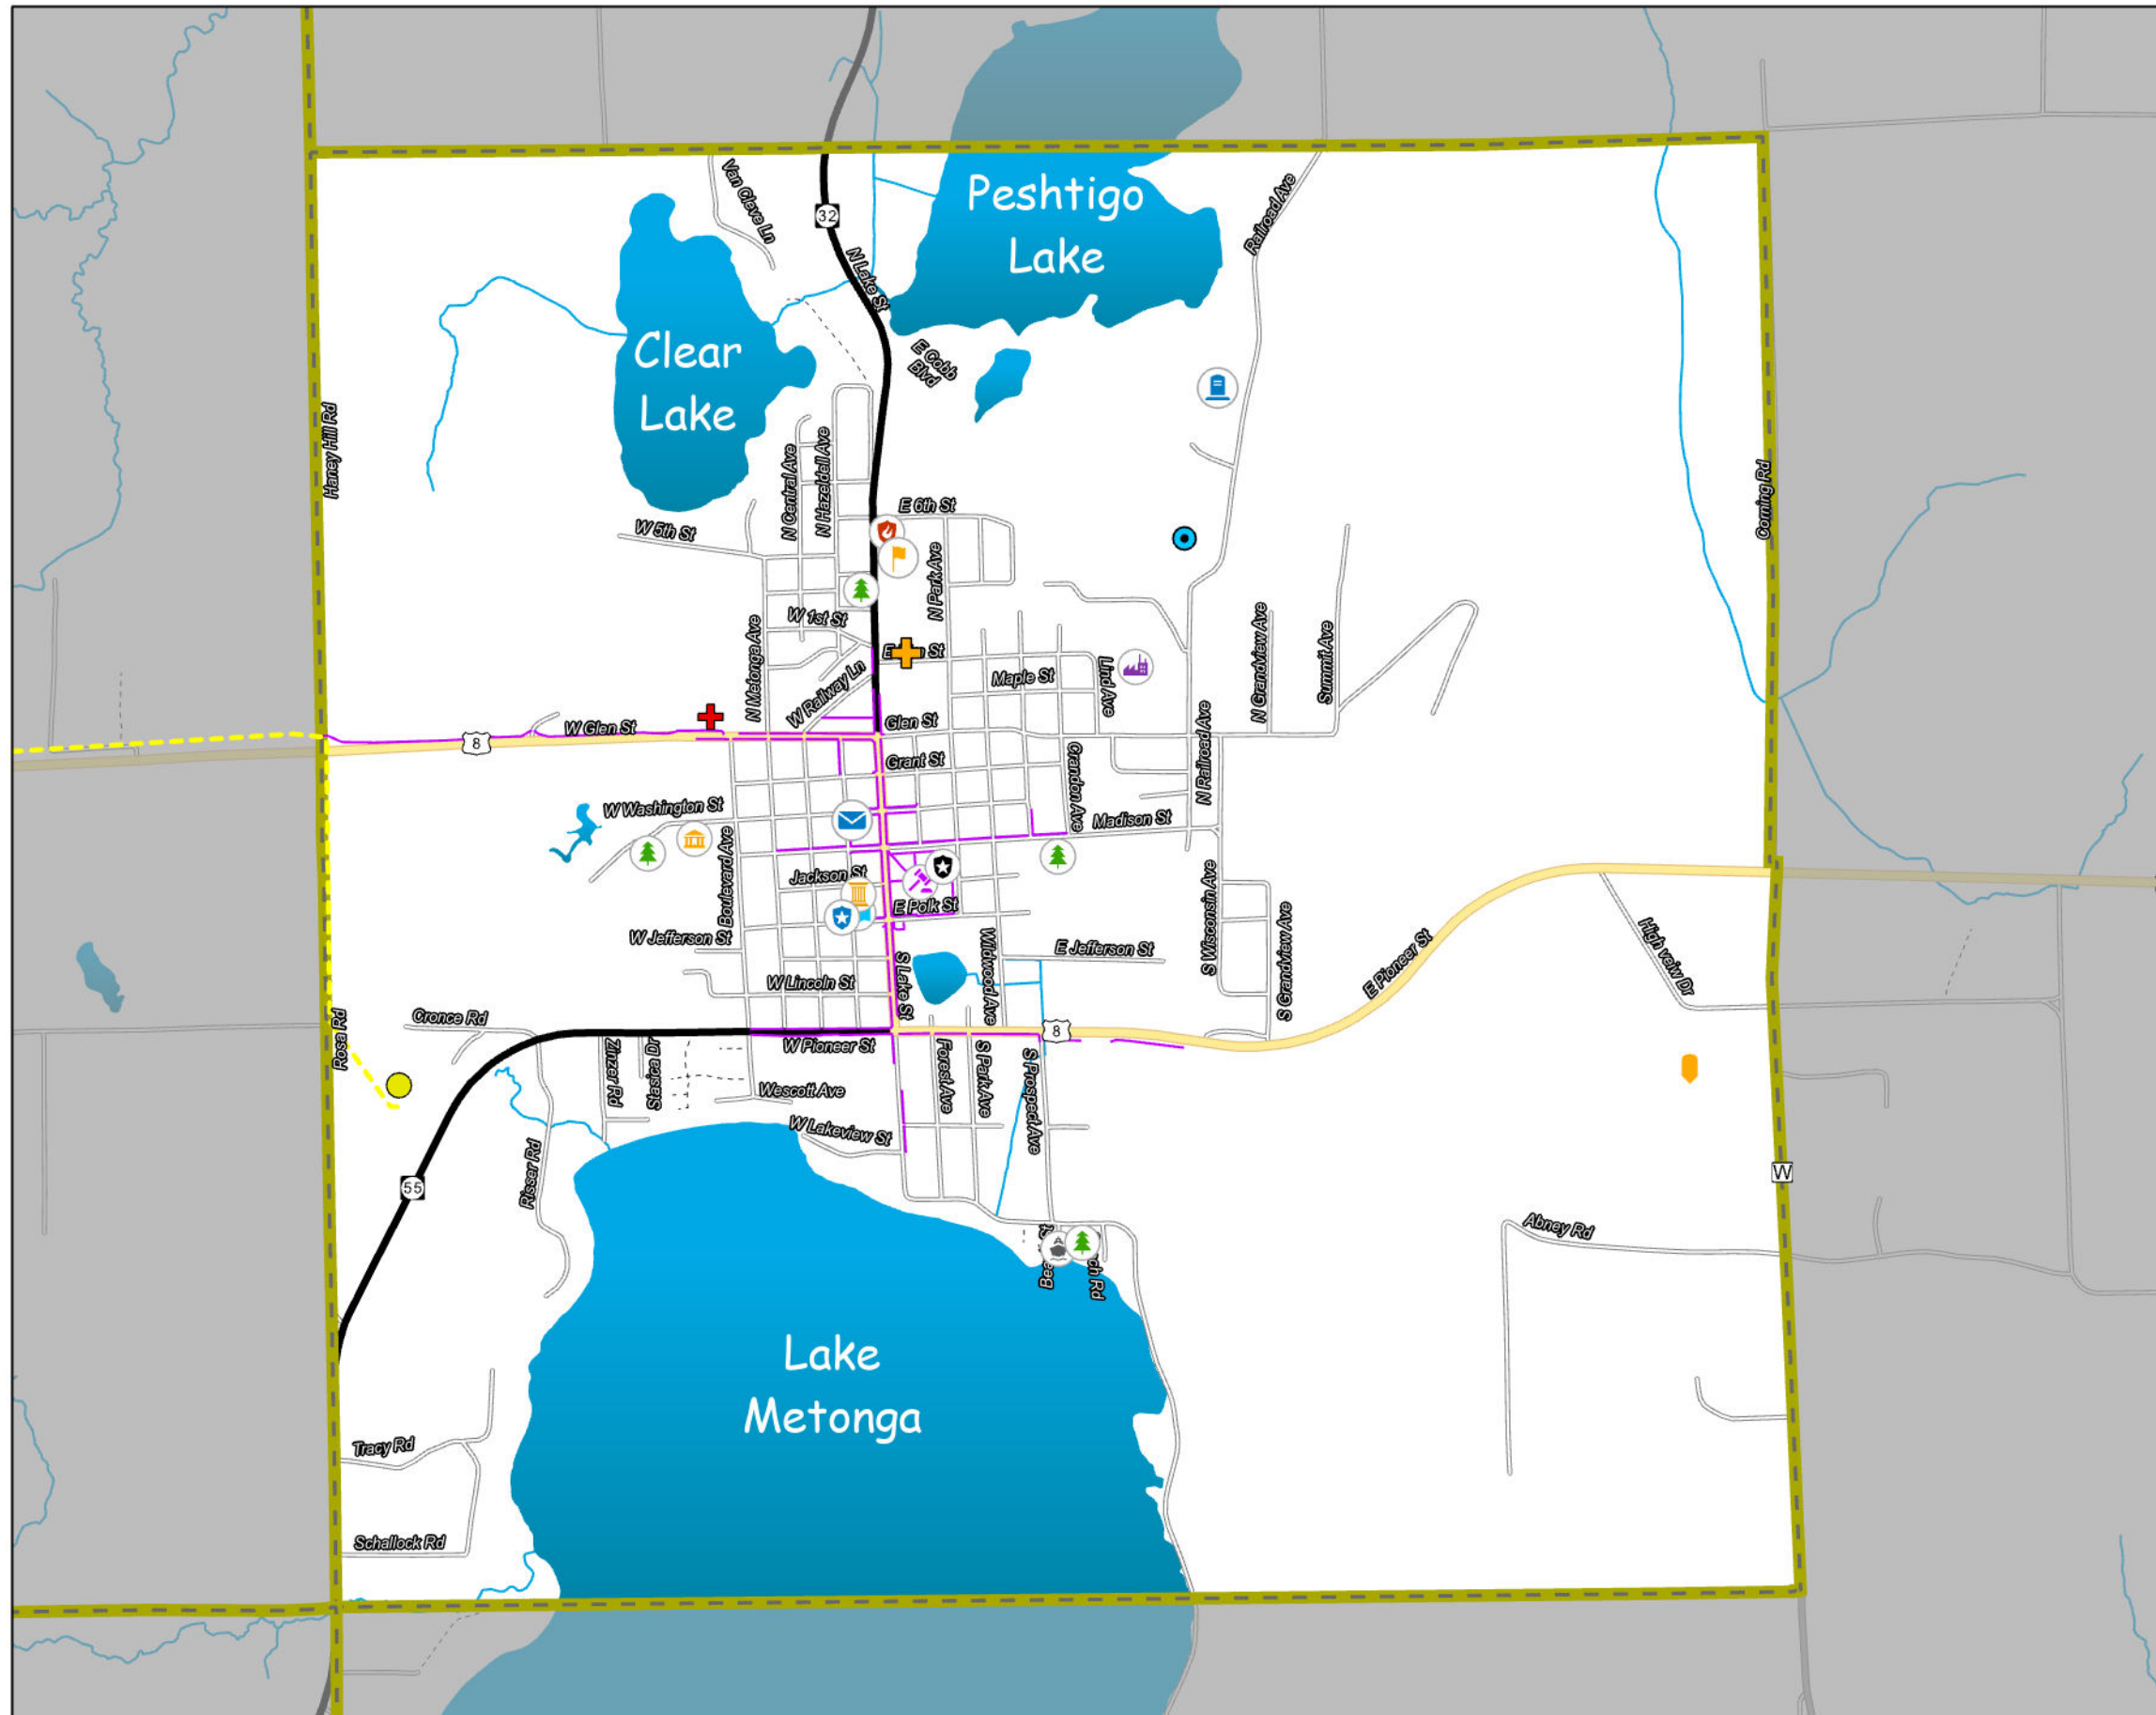 Van Cleve Ln
Peshtigo
Lake
32
Railroad Ave
N Lake St
Clear
Lake
E Cobb
Blvd
Haney Hill Rd
N Central Ave
N Hazeldell Ave
Corning Rd
E 6th St
W 5th St
N Park Ave
W 1st St
N Metonga Ave
N Grandview Ave
Summit Ave
Maple St
Lind Ave
W Railway Ln
W Glen St
8
Glen St
N Railroad Ave
Grant St
Crandon Ave
W Washington St
Madison St
Boulevard Ave
Jackson St
S Wisconsin Ave
E Polk St
W Jefferson St
E Jefferson St
S Grandview Ave
E Pioneer St
High veiw Dr
Wildwood Ave
S Lake St
W Lincoln St
Cronce Rd
Rosa Rd
8
W Pioneer St
Zinzer Rd
Stasica Dr
Forest Ave
S Park Ave
S Prospect Ave
Wescott Ave
W Lakeview St
Risser Rd
55
W
Abney Rd
Lake
Metonga
Tracy Rd
Schallock Rd